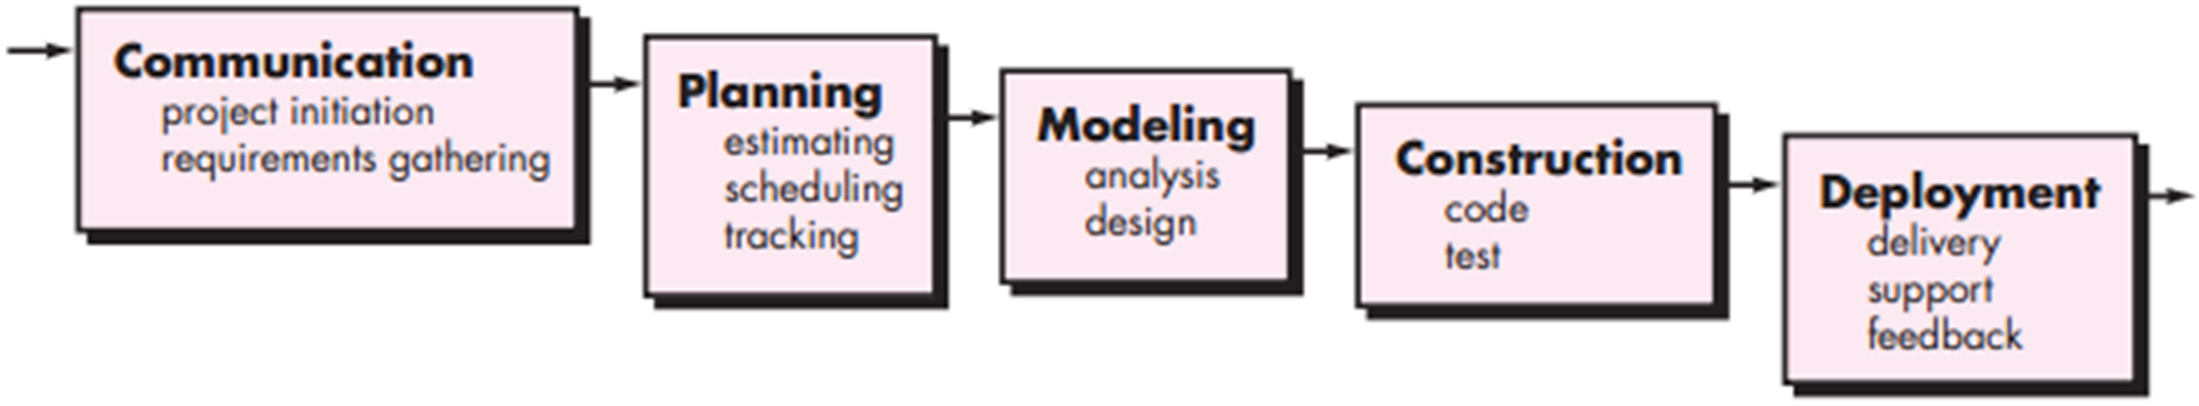 Communication
project initiation
requirements gathering
Planning
estimating
scheduling
tracking
Modeling
analysis
design
Construction
code
test
Deployment
delivery
support
feedback